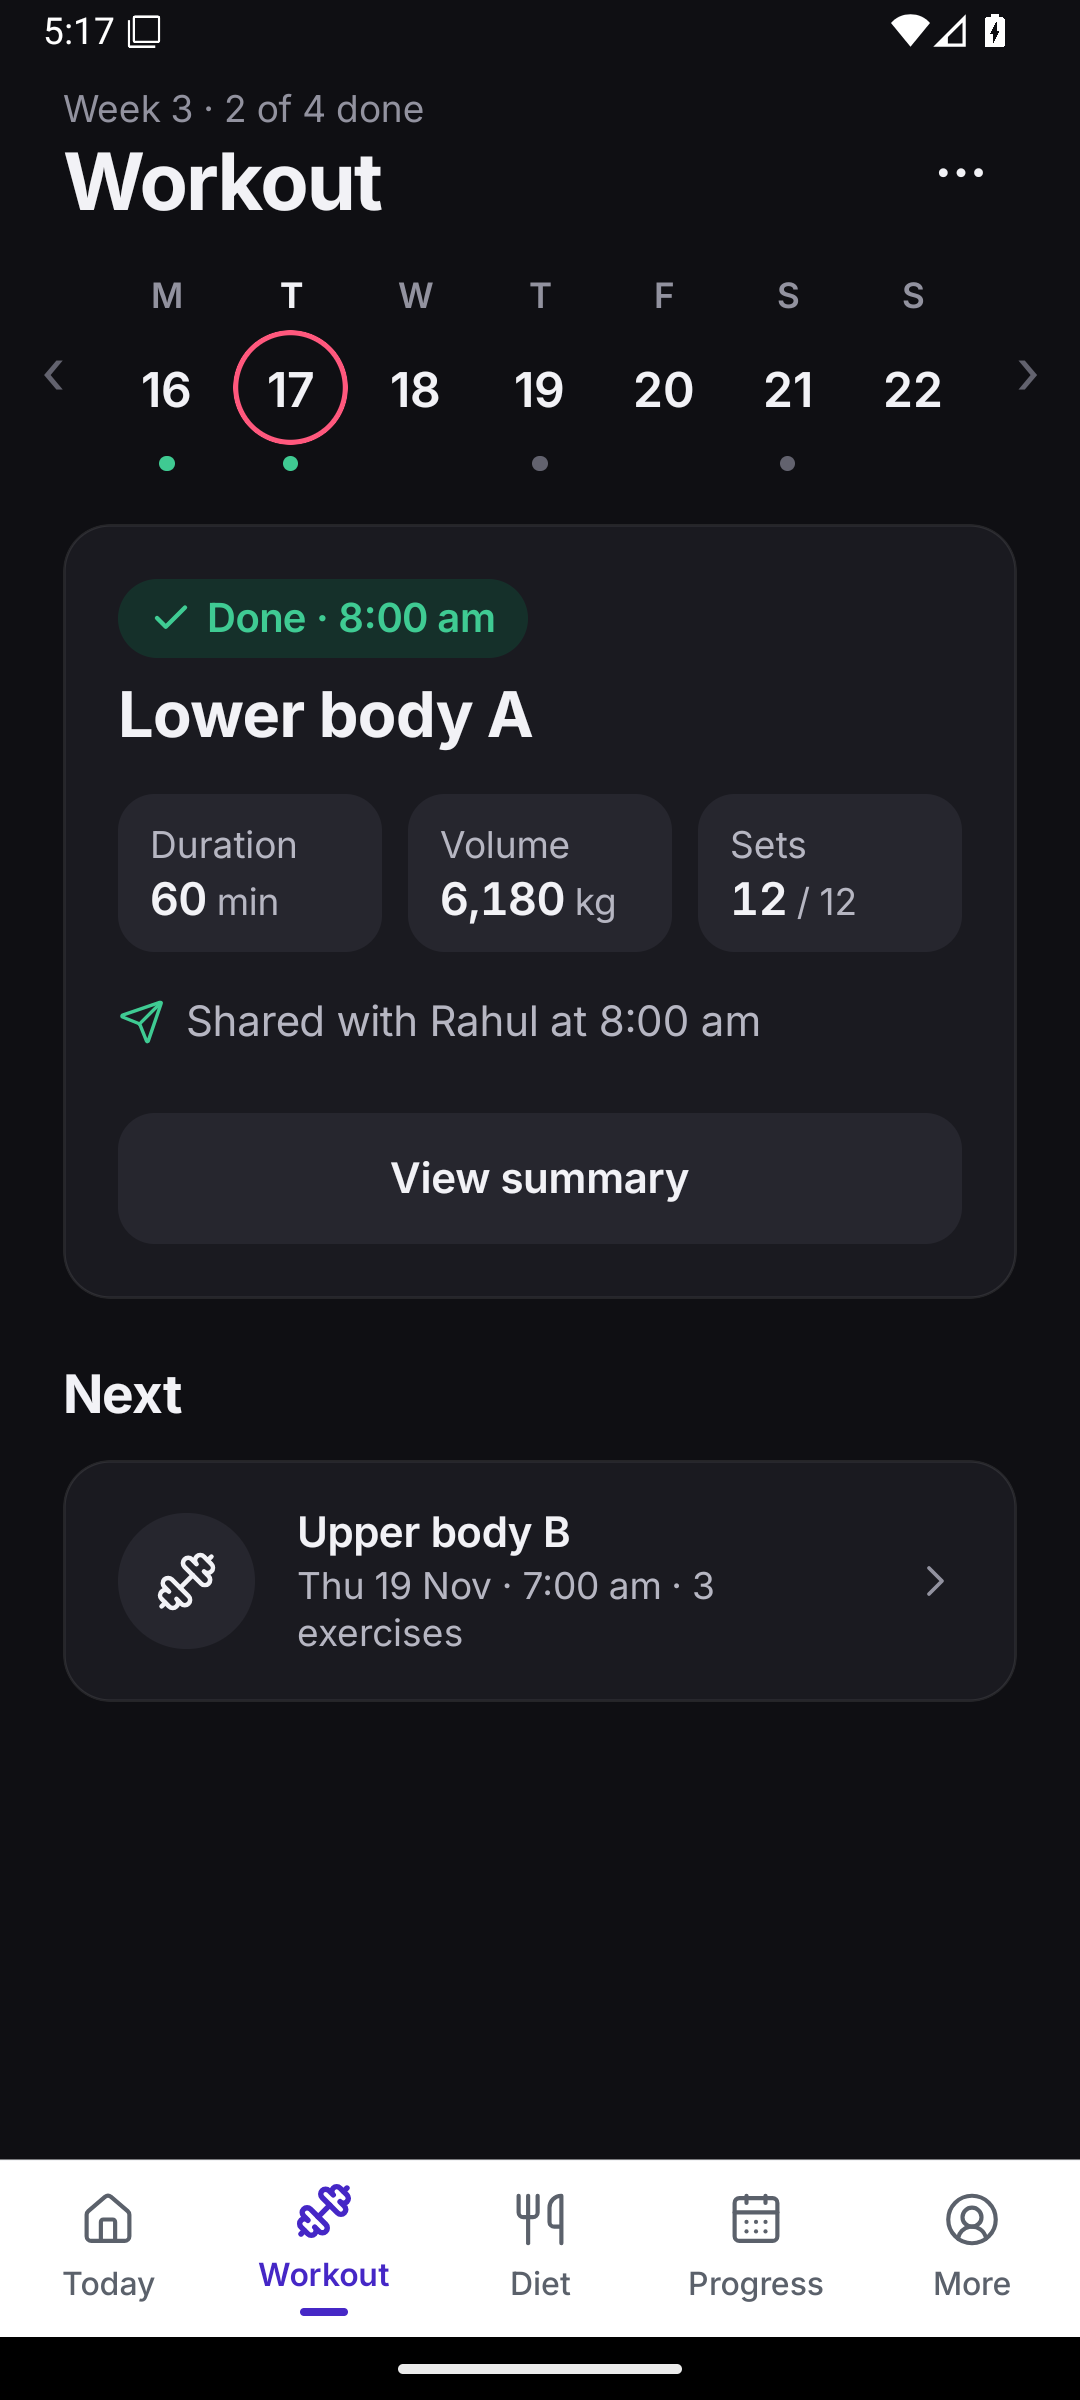 5:17
Week 3 · 2 of 4 done
Workout
M T W T F S S
16 17 18 19 20 21 22
Done · 8:00 am
Lower body A
Duration Volume Sets
60 min 6,180 kg 12 / 12
Shared with Rahul at 8:00 am
View summary
Next
Upper body B
Thu 19 Nov · 7:00 am · 3
exercises
Today Workout Diet Progress More